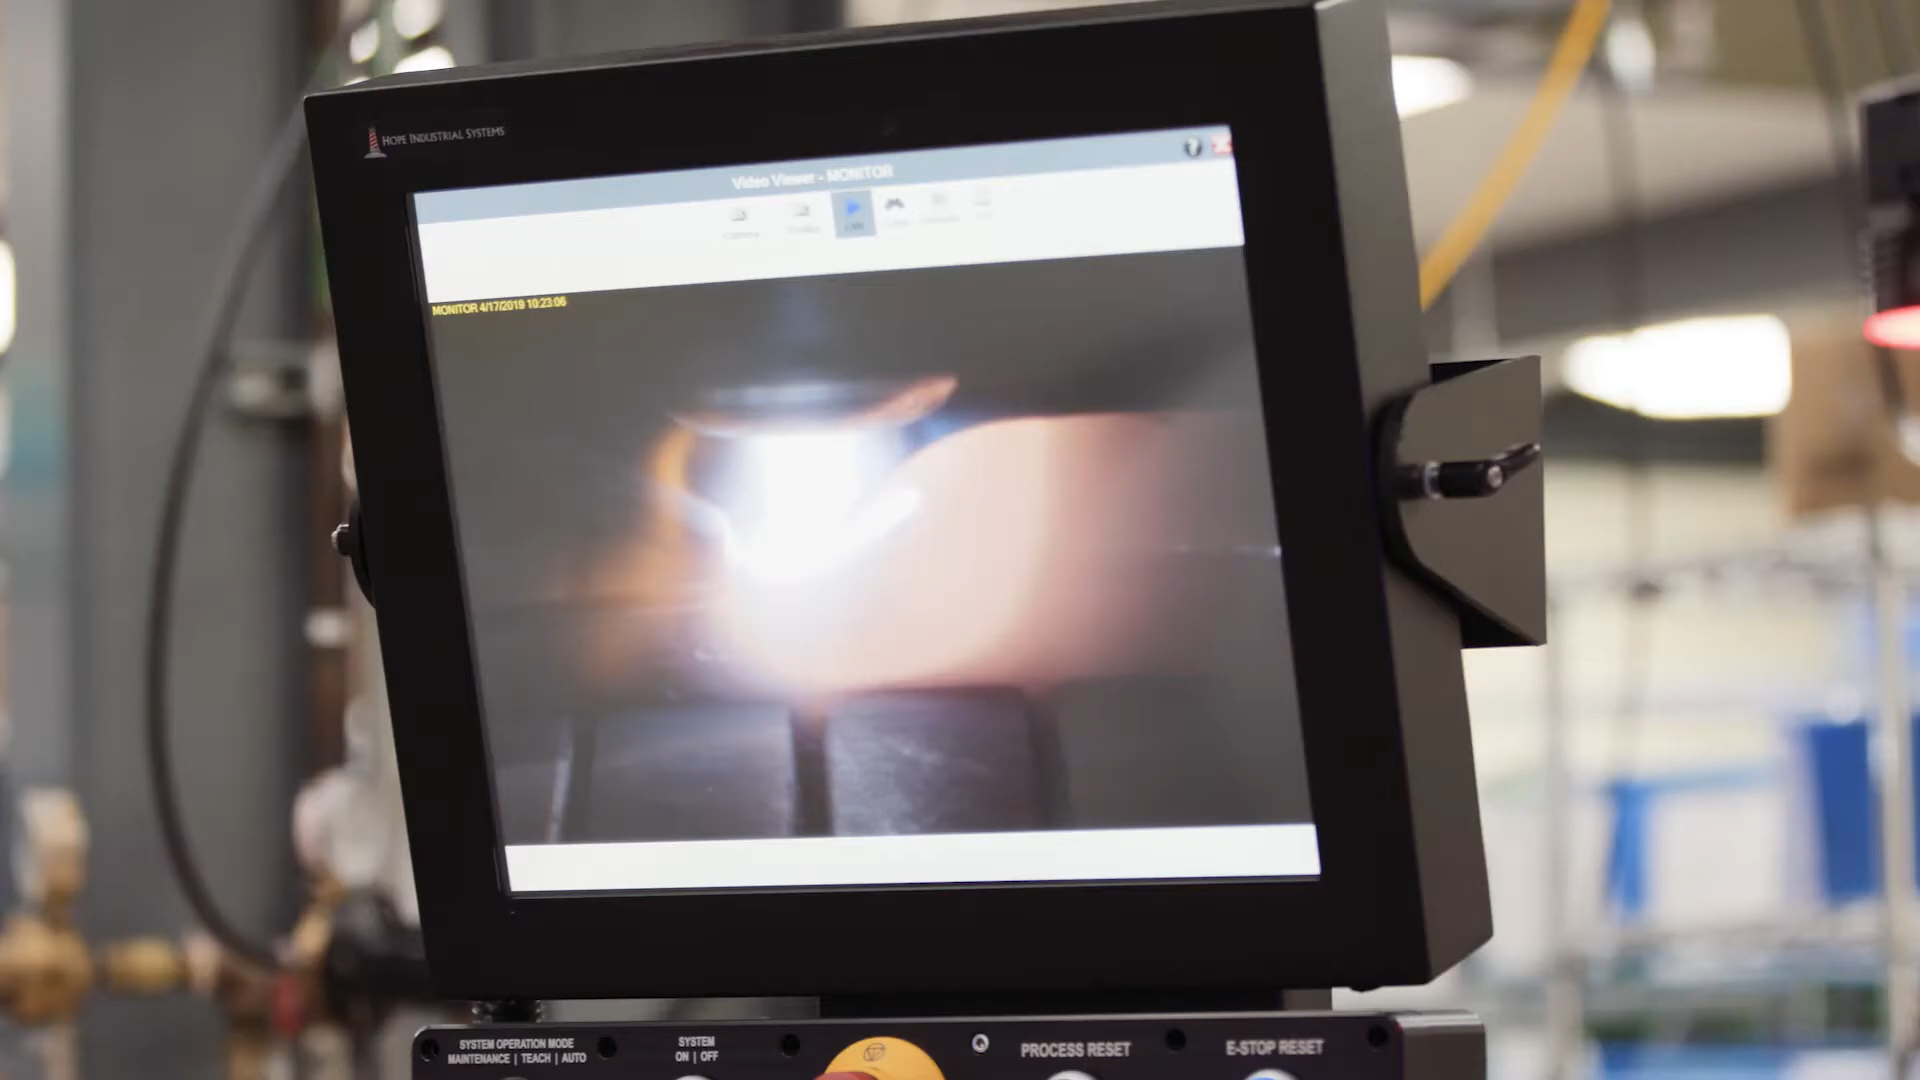 HOPE INDUSTRIAL SYSTEMS
Video Viewer - MONITOR
?
MONITOR 4/17/2019 10:23:06
SYSTEM OPERATION MODE
MAINTENANCE | TEACH | AUTO
SYSTEM
ON | OFF
PROCESS RESET
E-STOP RESET